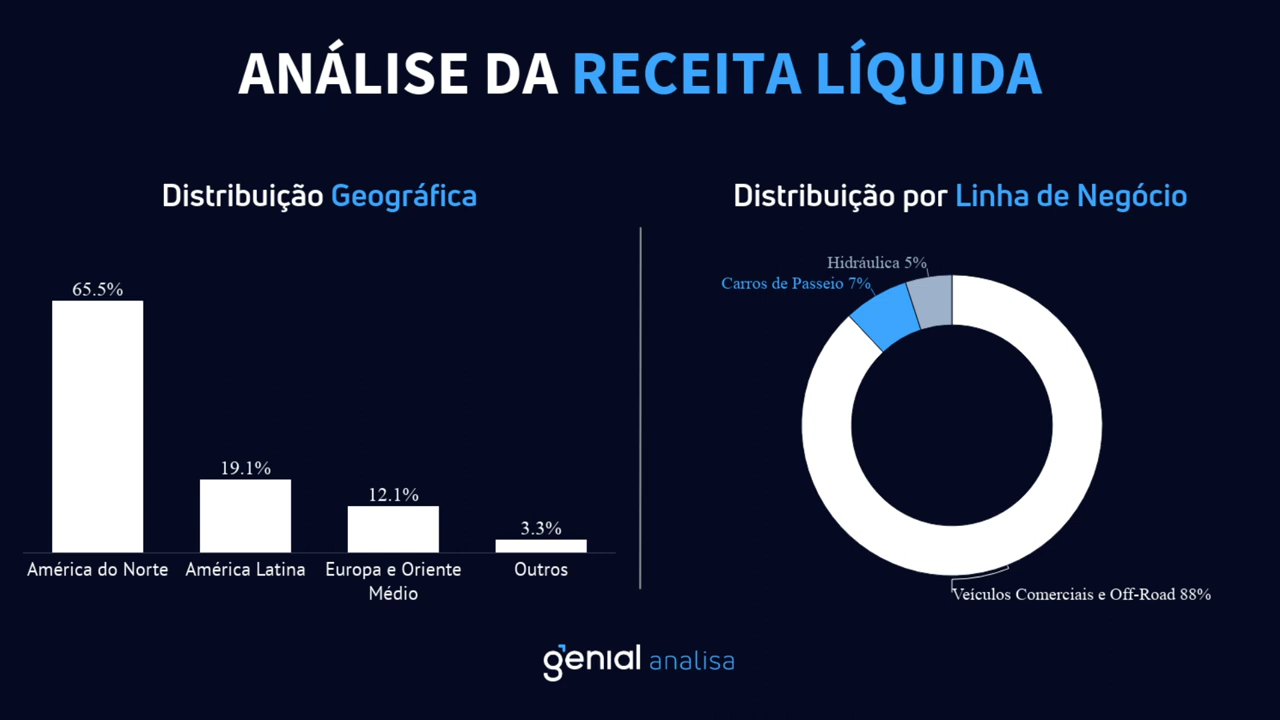 ANÁLISE DA RECEITA LÍQUIDA
Distribuição Geográfica
65.5%
19.1%
12.1%
3.3%
América do Norte
América Latina
Europa e Oriente
Médio
Outros
Distribuição por Linha de Negócio
Hidráulica 5%
Carros de Passeio 7%
Veículos Comerciais e Off-Road 88%
genial analisa